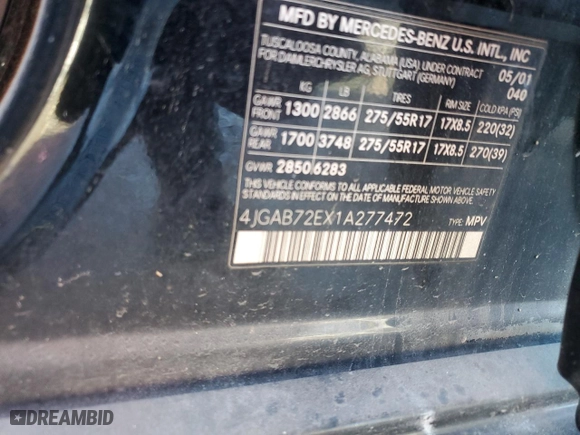 MFD BY MERCEDES-BENZ U.S. INTL., INC
TUSCALOOSA COUNTY, ALABAMA (USA) UNDER CONTRACT 05/01
FOR DAIMLERCHRYSLER AG, STUTTGART (GERMANY) 040
KG LB TIRES RIM SIZE COLD KPA (PSI)
GAWR FRONT 1300 2866 275/55R17 17X8.5 220(32)
GAWR REAR 1700 3748 275/55R17 17X8.5 270(39)
GVWR 2850 6283
THIS VEHICLE CONFORMS TO ALL APPLICABLE FEDERAL MOTOR VEHICLE SAFETY
STANDARDS IN EFFECT ON THE DATE OF MANUFACTURE SHOWN ABOVE.
4JGAB72EX1A277472 TYPE: MPV
DREAMBID